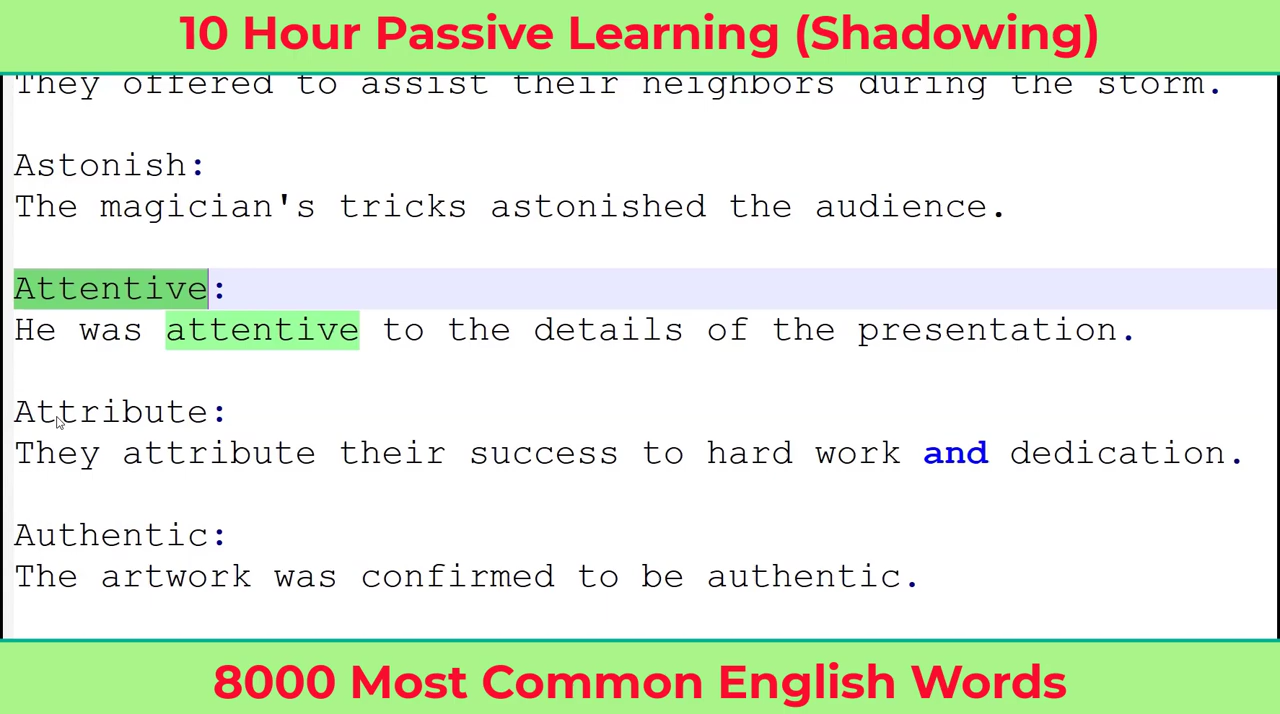 10 Hour Passive Learning (Shadowing)
They offered to assist their neighbors during the storm.
Astonish:
The magician's tricks astonished the audience.
Attentive:
He was attentive to the details of the presentation.
Attribute:
They attribute their success to hard work and dedication.
Authentic:
The artwork was confirmed to be authentic.
8000 Most Common English Words